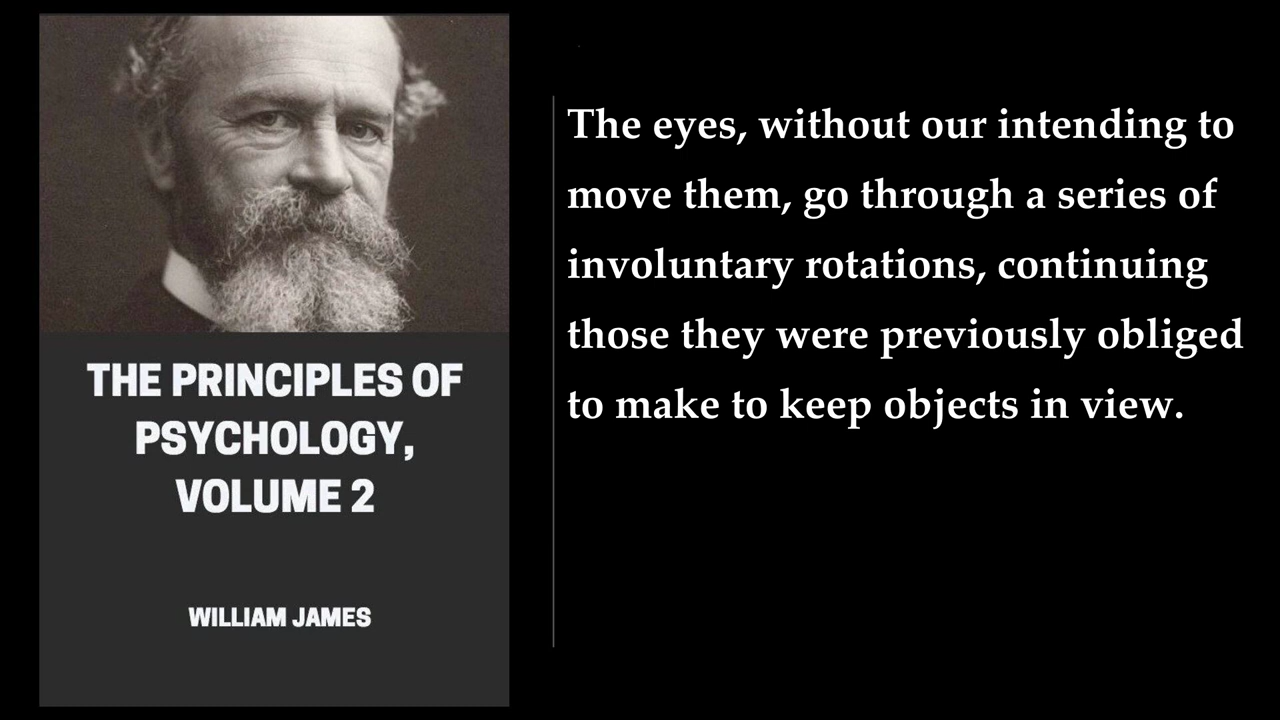 THE PRINCIPLES OF
PSYCHOLOGY,
VOLUME 2
WILLIAM JAMES
The eyes, without our intending to
move them, go through a series of
involuntary rotations, continuing
those they were previously obliged
to make to keep objects in view.